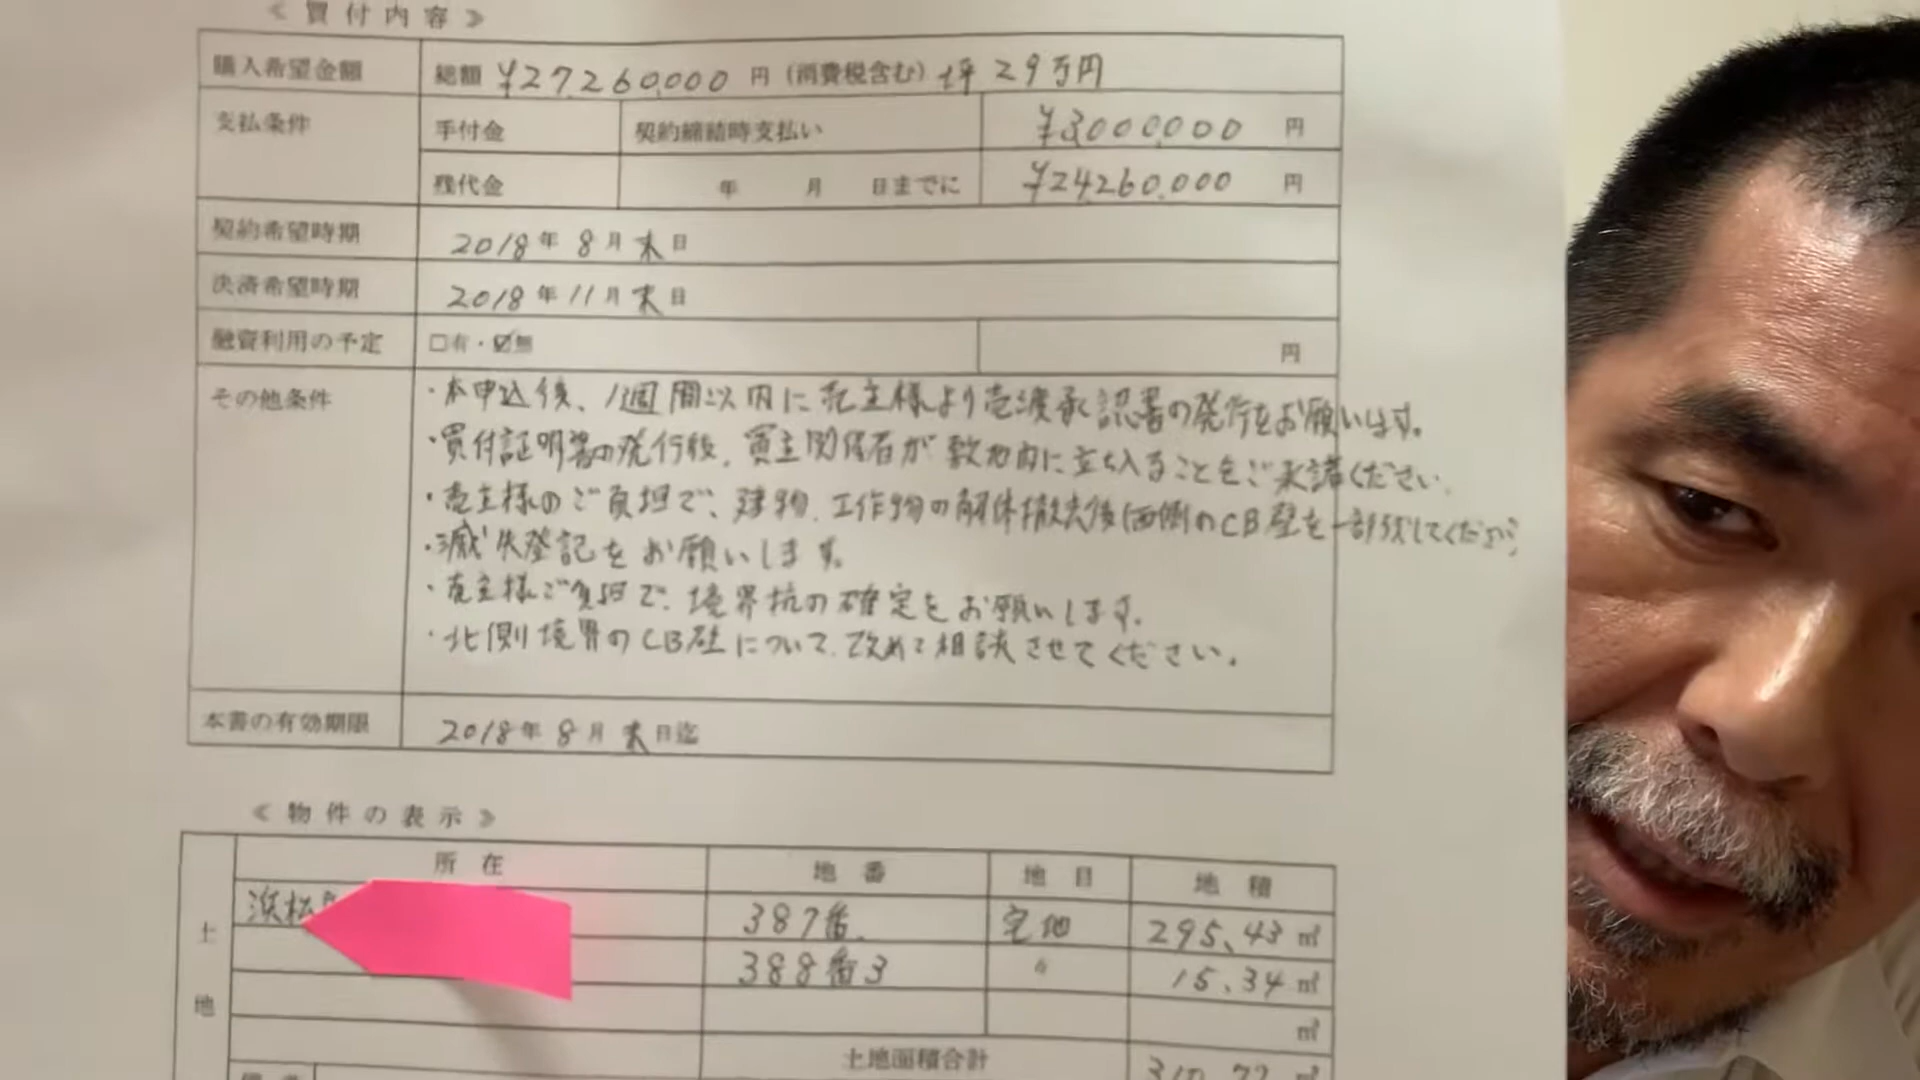 ≪買付内容≫
購入希望金額 総額 ¥27,260,000 円 (消費税含む) 坪 29万円
支払条件 手付金 契約締結時支払い ¥3,000,000 円
残代金 年 月 日までに ¥24,260,000 円
契約希望時期 2018年 8月末日
決済希望時期 2018年11月末日
融資利用の予定 □有・☑無 円
その他条件 ・本申込後、1週間以内に売主様より売渡承認書の発行をお願いします。
・買付証明書の発行後、買主関係者が敷地内に立ち入ることをご承諾ください。
・売主様のご負担で、建物、工作物の解体撤去後(西側のCB壁を一部残してください)
・滅失登記をお願いします。
・売主様ご負担で、境界杭の確定をお願いします。
・北側境界のCB壁について、改めて相談させてください。
本書の有効期限 2018年 8月末日迄
≪物件の表示≫
土地
所在 地番 地目 地積
浜松 387番 宅地 295.43㎡
388番3 〃 15.34㎡
㎡
土地面積合計 310.77㎡